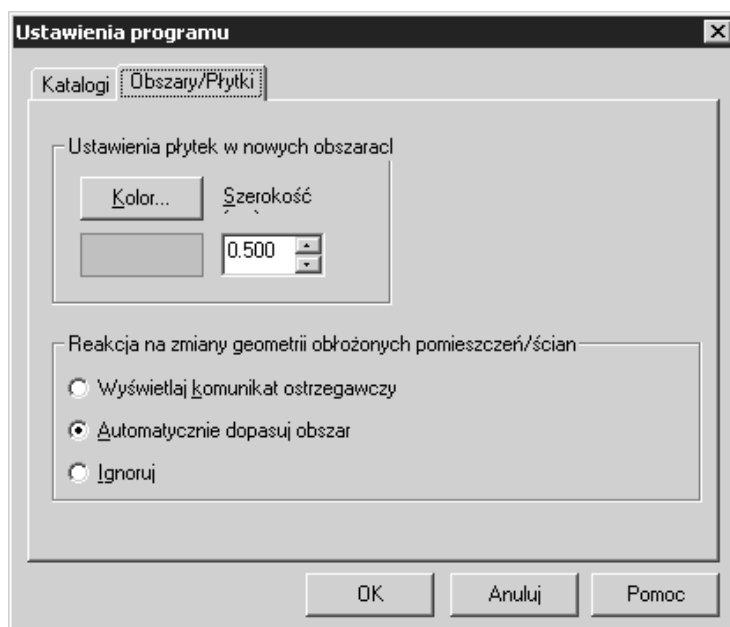 Ustawienia programu
Katalogi
Obszary/Płytki
Ustawienia płytek w nowych obszaracl
Kolor...
Szerokość
0.500
Reakcja na zmiany geometrii obłożonych pomieszczeń/ścian
Wyświetlaj komunikat ostrzegawczy
Automatycznie dopasuj obszar
Ignoruj
OK
Anuluj
Pomoc